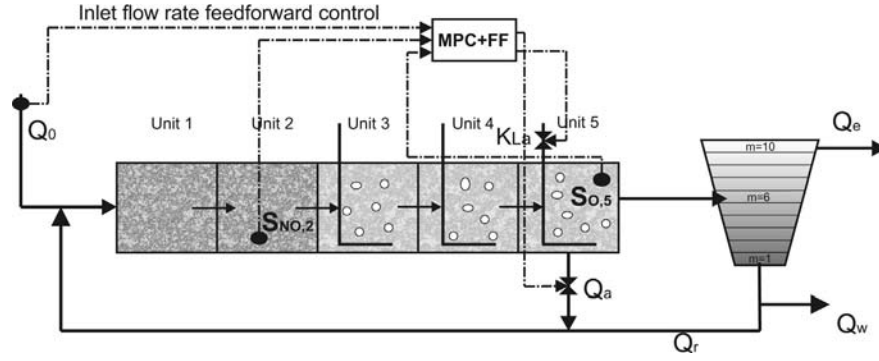 Inlet flow rate feedforward control
MPC+FF
Q0
Unit 1
Unit 2
Unit 3
Unit 4
Unit 5
KLa
Qe
m=10
m=6
m=1
SNO,2
SO,5
Qa
Qw
Qr